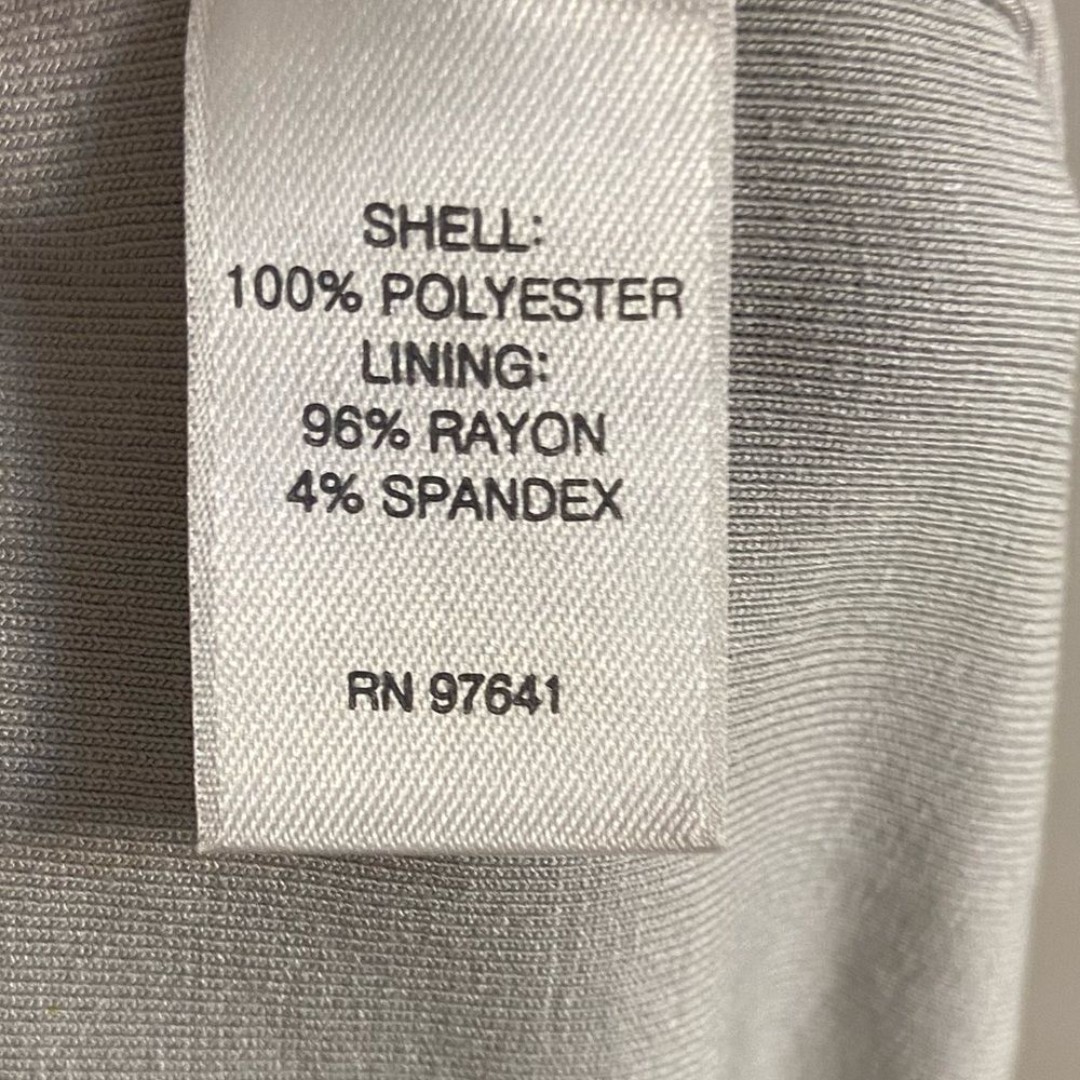 SHELL:
100% POLYESTER
LINING:
96% RAYON
4% SPANDEX
RN 97641